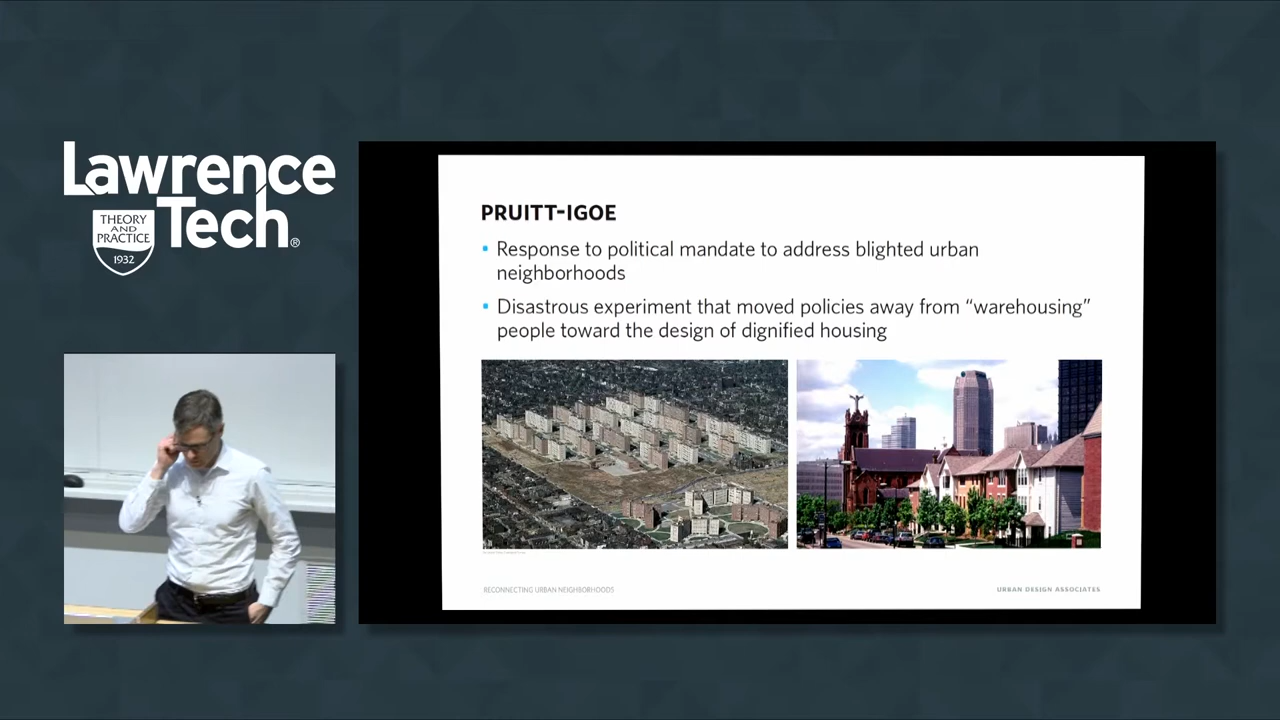 Lawrence
Tech®
THEORY
AND
PRACTICE
1932
PRUITT-IGOE
• Response to political mandate to address blighted urban
neighborhoods
• Disastrous experiment that moved policies away from “warehousing”
people toward the design of dignified housing
RECONNECTING URBAN NEIGHBORHOODS
URBAN DESIGN ASSOCIATES